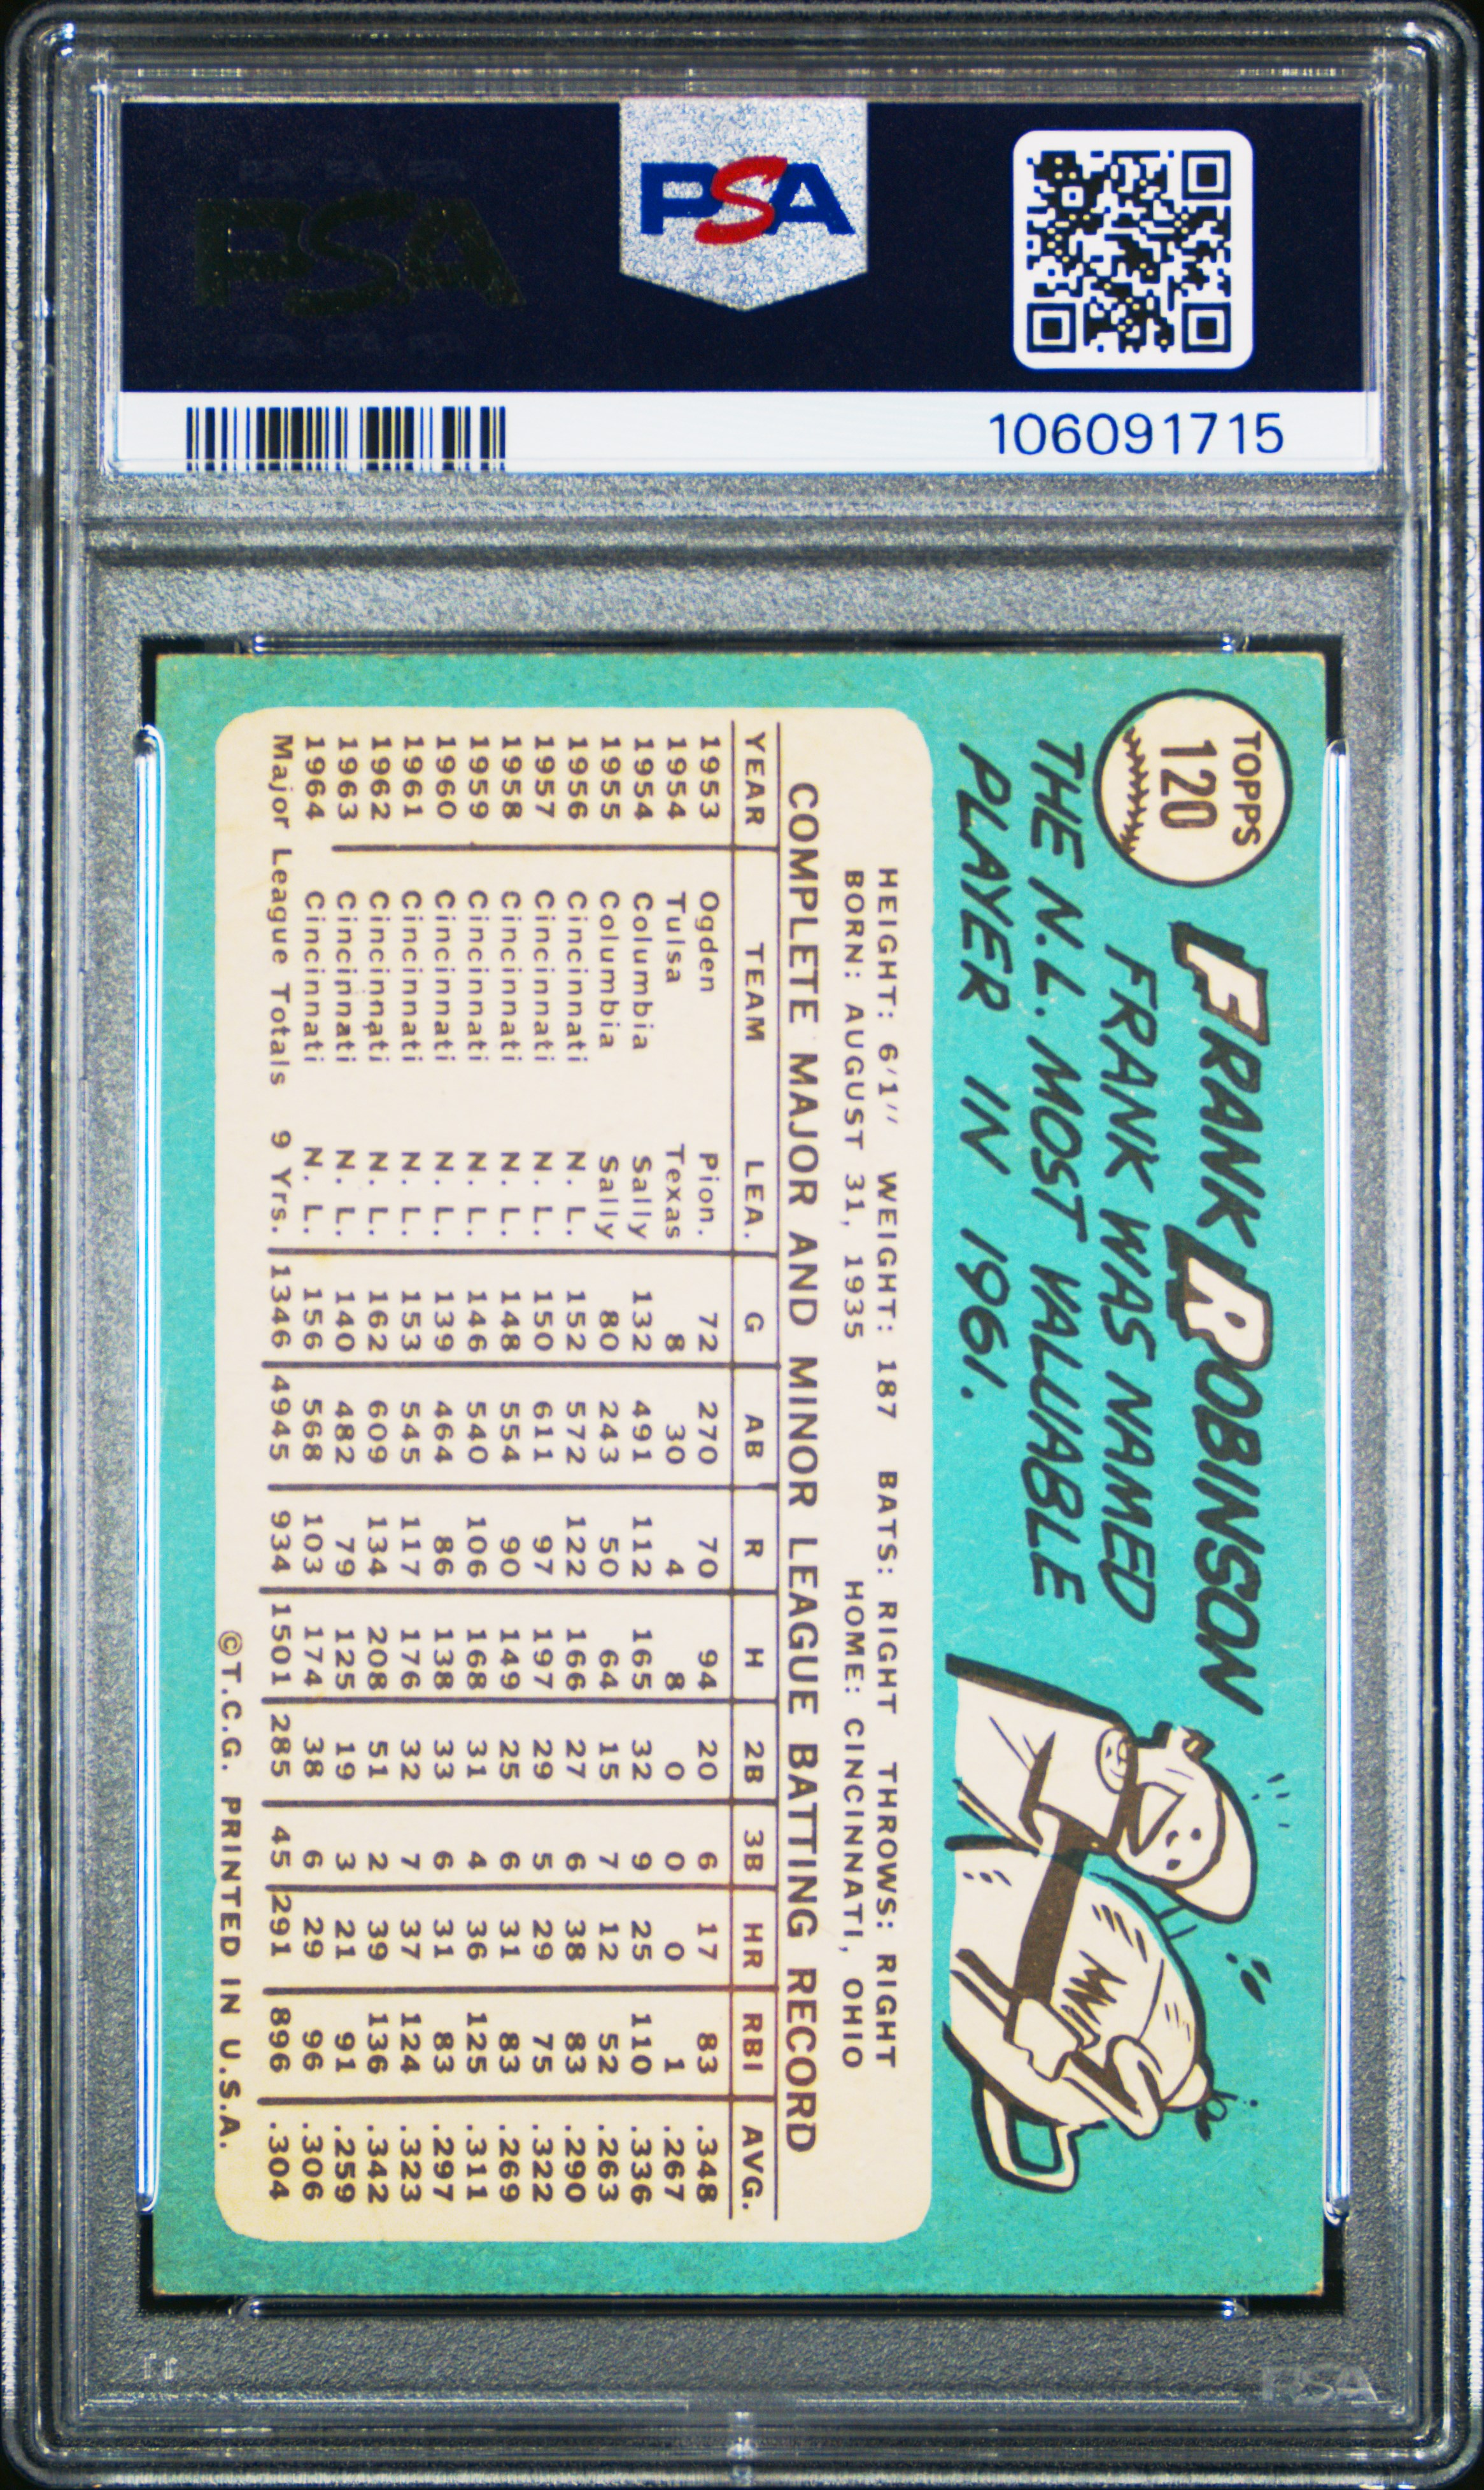 PSA
PSA
106091715
TOPPS
120
FRANK ROBINSON
FRANK WAS NAMED
THE N.L. MOST VALUABLE
PLAYER IN 1961.
HEIGHT: 6'1" WEIGHT: 187 BATS: RIGHT THROWS: RIGHT
BORN: AUGUST 31, 1935 HOME: CINCINNATI, OHIO
COMPLETE MAJOR AND MINOR LEAGUE BATTING RECORD
YEAR TEAM LEA. G AB R H 2B 3B HR RBI AVG.
1953 Ogden Pion. 72 270 70 94 20 6 17 83 .348
1954 Tulsa Texas 8 30 4 8 0 0 0 1 .267
1954 Columbia Sally 132 491 112 165 32 9 25 110 .336
1955 Columbia Sally 80 243 50 64 15 7 12 52 .263
1956 Cincinnati N. L. 152 572 122 166 27 6 38 83 .290
1957 Cincinnati N. L. 150 611 97 197 29 5 29 75 .322
1958 Cincinnati N. L. 148 554 90 149 25 6 31 83 .269
1959 Cincinnati N. L. 146 540 106 168 31 4 36 125 .311
1960 Cincinnati N. L. 139 464 86 138 33 6 31 83 .297
1961 Cincinnati N. L. 153 545 117 176 32 7 37 124 .323
1962 Cincinnati N. L. 162 609 134 208 51 2 39 136 .342
1963 Cincinnati N. L. 140 482 79 125 19 3 21 91 .259
1964 Cincinnati N. L. 156 568 103 174 38 6 29 96 .306
Major League Totals 9 Yrs. 1346 4945 934 1501 285 45 291 896 .304
©T.C.G. PRINTED IN U.S.A.
PSA